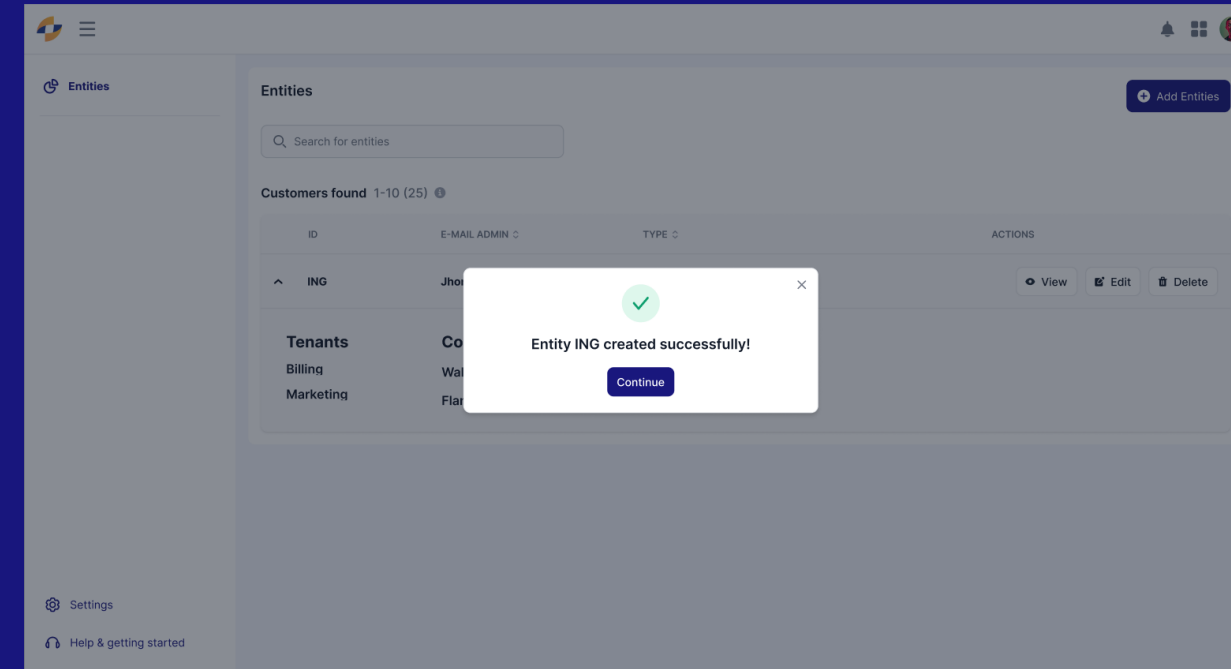 Entities
Entities
Add Entities
Search for entities
Customers found 1-10 (25)
ID E-MAIL ADMIN TYPE ACTIONS
ING View Edit Delete
Entity ING created successfully!
Tenants
Billing
Marketing
Continue
Settings
Help & getting started